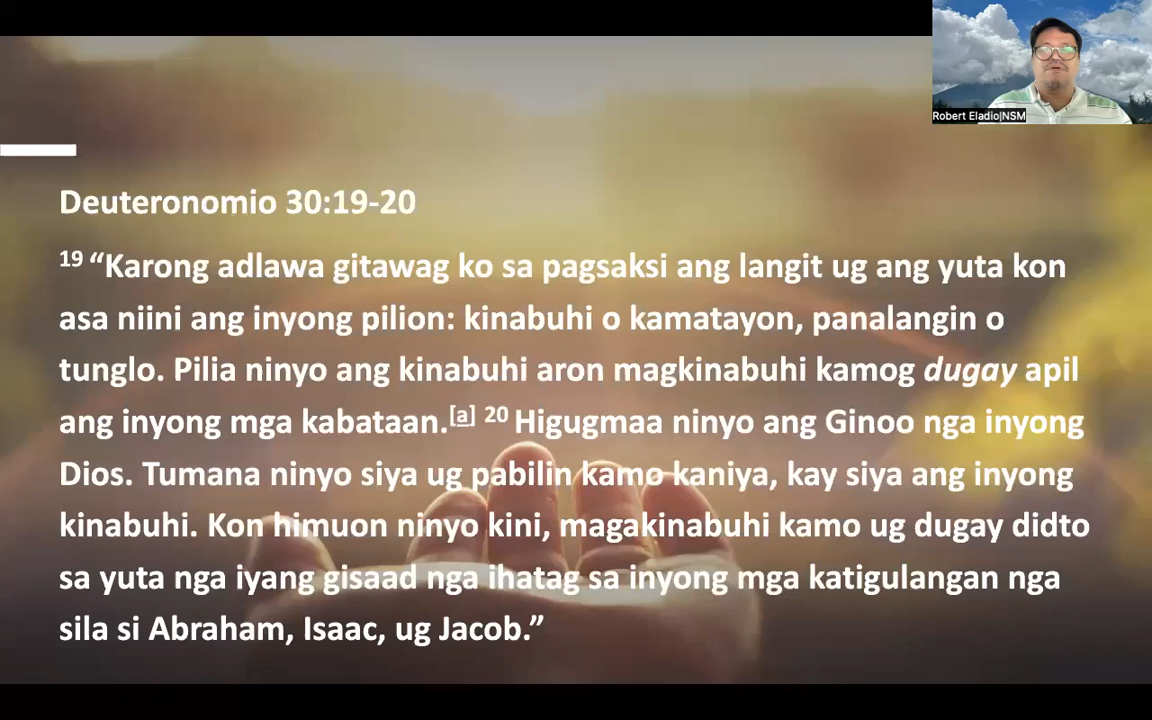 Robert Eladio|NSM
Deuteronomio 30:19-20
19 “Karong adlawa gitawag ko sa pagsaksi ang langit ug ang yuta kon
asa niini ang inyong pilion: kinabuhi o kamatayon, panalangin o
tunglo. Pilia ninyo ang kinabuhi aron magkinabuhi kamog dugay apil
ang inyong mga kabataan.[a] 20 Higugmaa ninyo ang Ginoo nga inyong
Dios. Tumana ninyo siya ug pabilin kamo kaniya, kay siya ang inyong
kinabuhi. Kon himuon ninyo kini, magakinabuhi kamo ug dugay didto
sa yuta nga iyang gisaad nga ihatag sa inyong mga katigulangan nga
sila si Abraham, Isaac, ug Jacob.”